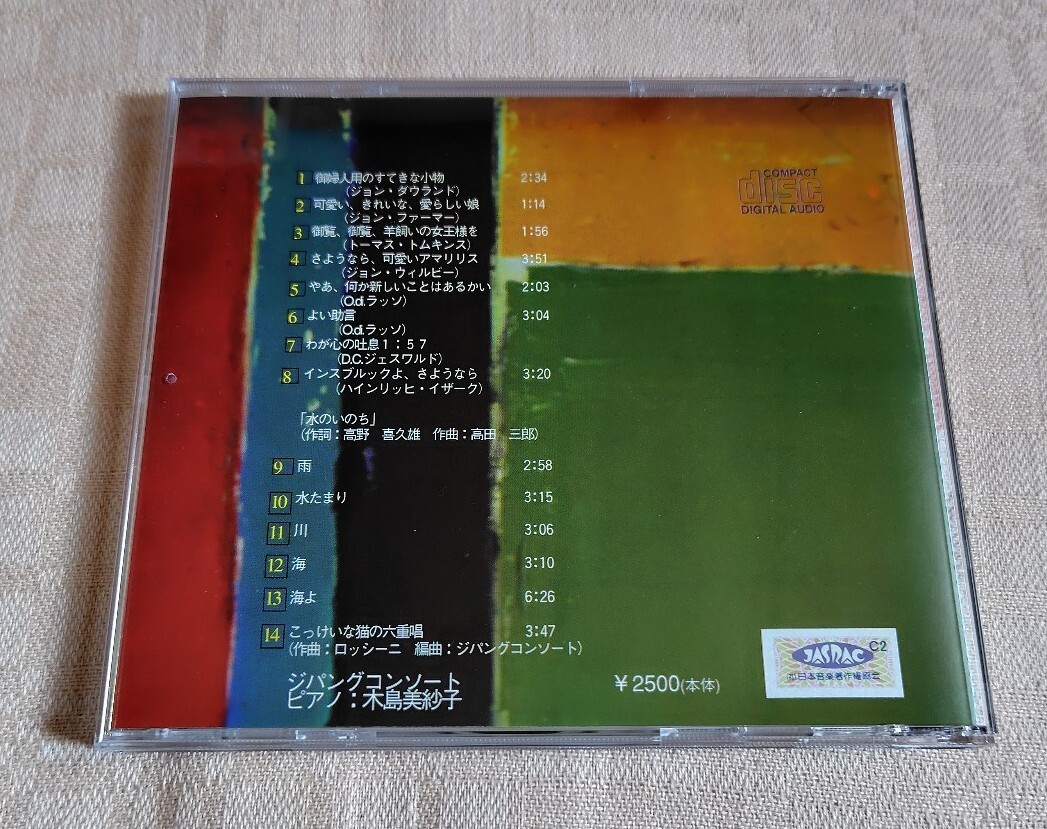 1 御婦人用のすてきな小物 2:34
(ジョン・ダウランド)
2 可愛い、きれいな、愛らしい娘 1:14
(ジョン・ファーマー)
3 御覧、御覧、羊飼いの女王様を 1:56
(トーマス・トムキンス)
4 さようなら、可愛いアマリリス 3:51
(ジョン・ウィルビー)
5 やあ、何か新しいことはあるかい 2:03
(O.d.ラッソ)
6 よい助言 3:04
(O.d.ラッソ)
7 わが心の吐息1:57
(D.C.ジェスワルド)
8 インスブルックよ、さようなら 3:20
(ハインリッヒ・イザーク)
「水のいのち」
(作詞:高野 喜久雄 作曲:高田 三郎)
9 雨 2:58
10 水たまり 3:15
11 川 3:06
12 海 3:10
13 海よ 6:26
14 こっけいな猫の六重唱 3:47
(作曲:ロッシーニ 編曲:ジパングコンソート)
ジパングコンソート
ピアノ:木島美紗子
¥2500(本体)
COMPACT
disc
DIGITAL AUDIO
JASRAC
C2
㈳日本音楽著作権協会